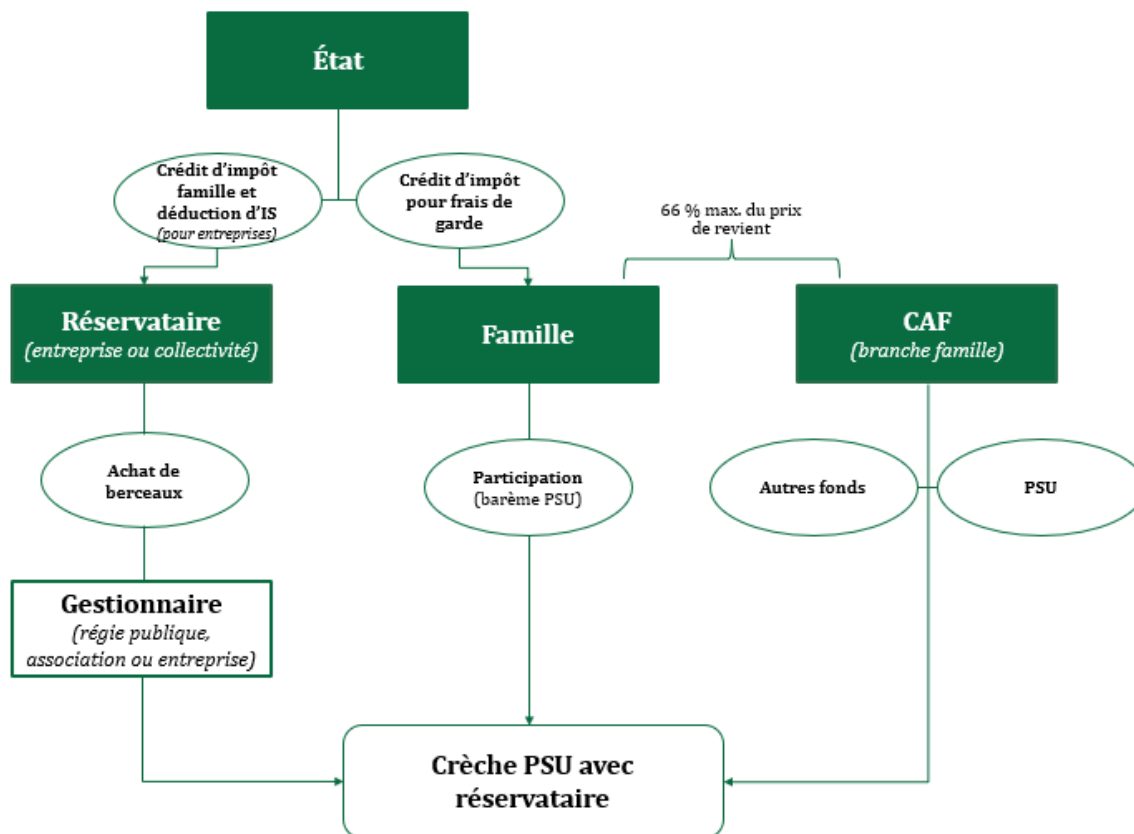 État
Crédit d'impôt
famille et
déduction d'IS
(pour entreprises)
Crédit d'impôt
pour frais de
garde
66 % max. du prix
de revient
Réservataire
(entreprise ou collectivité)
Famille
CAF
(branche famille)
Achat de
berceaux
Participation
(barème PSU)
Autres fonds
PSU
Gestionnaire
(régie publique,
association ou entreprise)
Crèche PSU avec
réservataire